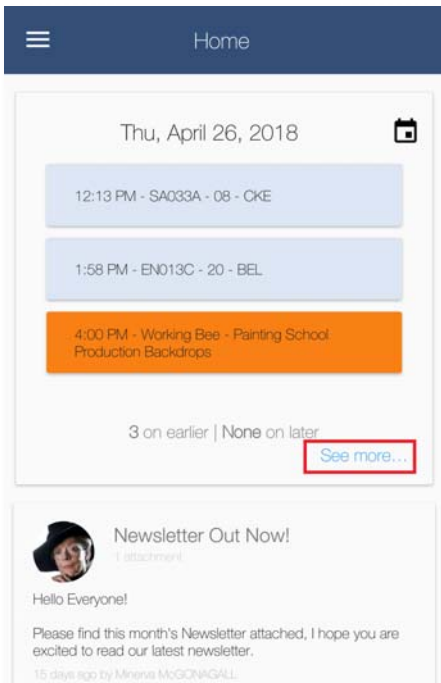 Home
Thu, April 26, 2018
12:13 PM - SA033A - 08 - CKE
1:58 PM - EN013C - 20 - BEL
4:00 PM - Working Bee - Painting School
Production Backdrops
3 on earlier | None on later
See more...
Newsletter Out Now!
1 attachment
Hello Everyone!
Please find this month's Newsletter attached, I hope you are
excited to read our latest newsletter.
15 days ago by Minerva McGONAGALL